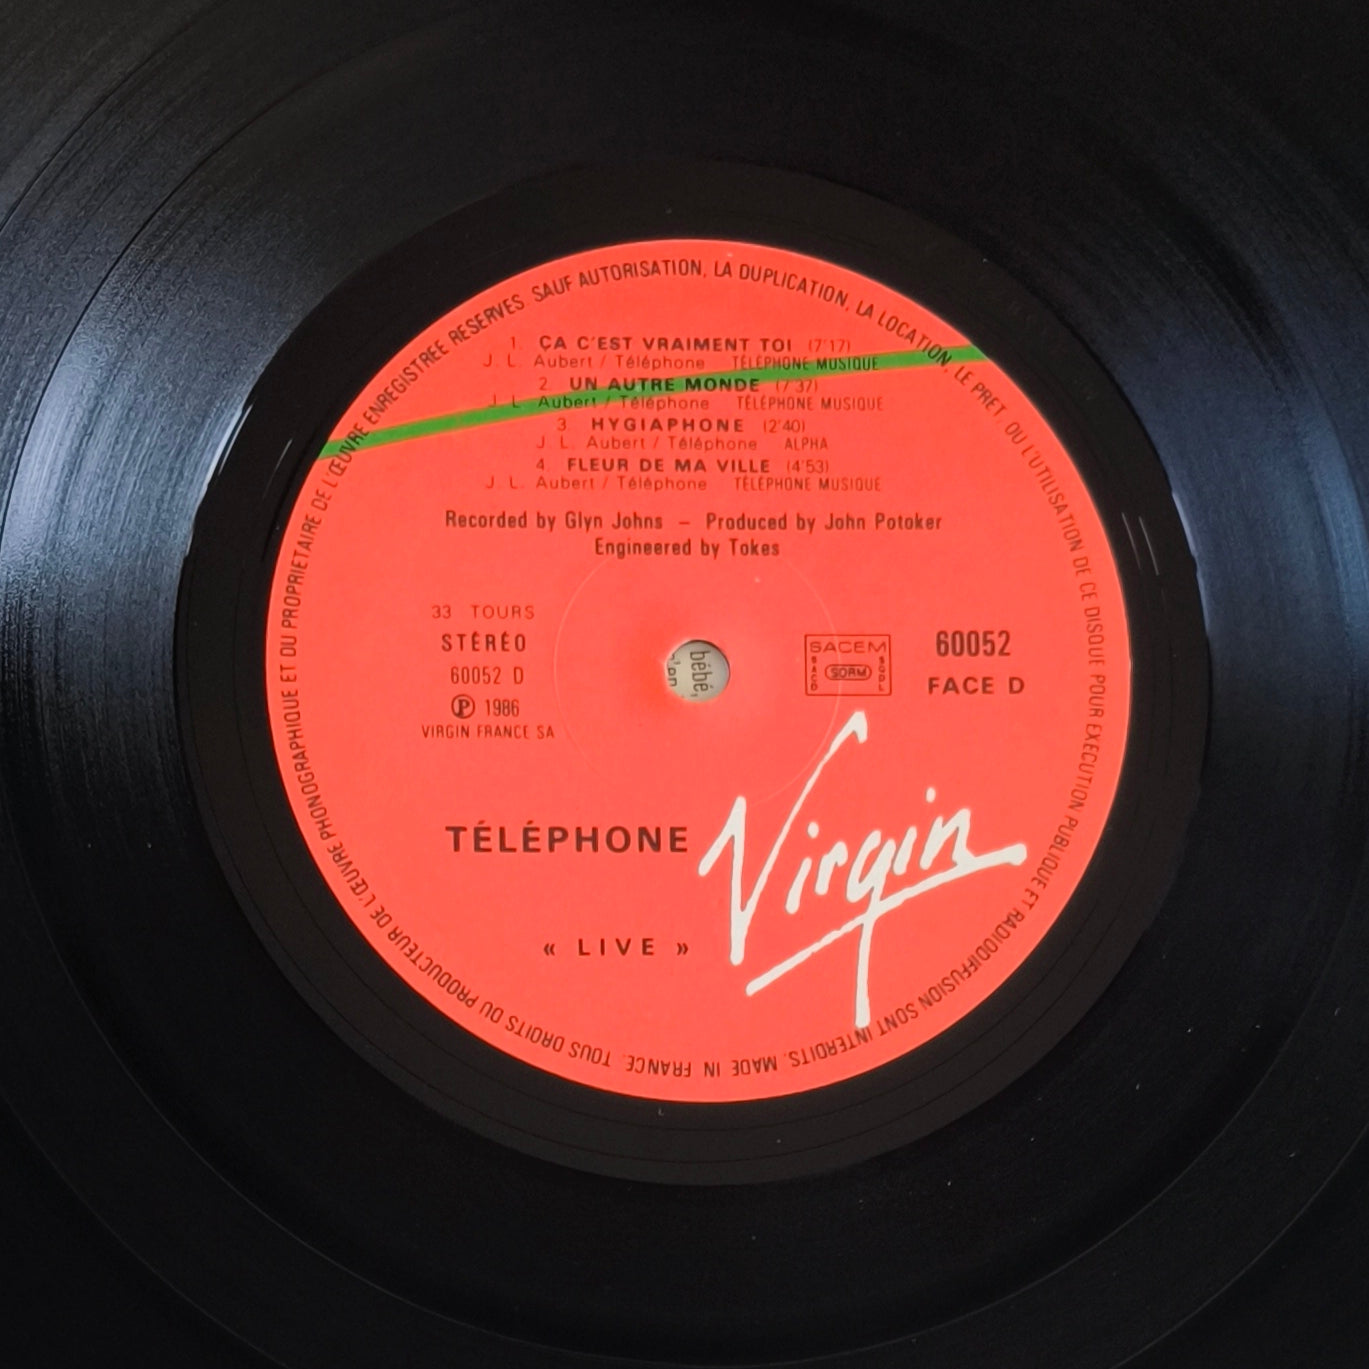 TOUS DROITS DU PRODUCTEUR DE L'ŒUVRE PHONOGRAPHIQUE ET DU PROPRIETAIRE DE L'ŒUVRE ENREGISTRÉE RESERVES. SAUF AUTORISATION, LA DUPLICATION, LA LOCATION, LE PRET, OU L'UTILISATION DE CE DISQUE POUR EXECUTION PUBLIQUE ET RADIODIFFUSION SONT INTERDITS. MADE IN FRANCE.
1. ÇA C'EST VRAIMENT TOI (7'17)
J. L. Aubert / Téléphone TÉLÉPHONE MUSIQUE
2. UN AUTRE MONDE (7'37)
J. L. Aubert / Téléphone TÉLÉPHONE MUSIQUE
3. HYGIAPHONE (2'40)
J. L. Aubert / Téléphone ALPHA
4. FLEUR DE MA VILLE (4'53)
J. L. Aubert / Téléphone TÉLÉPHONE MUSIQUE
Recorded by Glyn Johns – Produced by John Potoker
Engineered by Tokes
33 TOURS
STÉRÉO
60052 D
Ⓟ 1986
VIRGIN FRANCE SA
bébé,
SACEM
SACD SDRM SGDL
60052
FACE D
TÉLÉPHONE
Virgin
« LIVE »